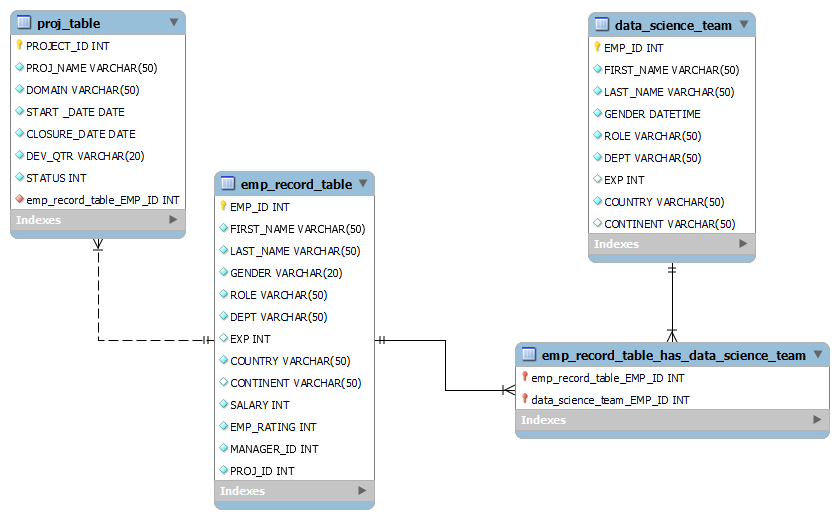 proj_table
PROJECT_ID INT
PROJ_NAME VARCHAR(50)
DOMAIN VARCHAR(50)
START _DATE DATE
CLOSURE_DATE DATE
DEV_QTR VARCHAR(20)
STATUS INT
emp_record_table_EMP_ID INT
Indexes
emp_record_table
EMP_ID INT
FIRST_NAME VARCHAR(50)
LAST_NAME VARCHAR(50)
GENDER VARCHAR(20)
ROLE VARCHAR(50)
DEPT VARCHAR(50)
EXP INT
COUNTRY VARCHAR(50)
CONTINENT VARCHAR(50)
SALARY INT
EMP_RATING INT
MANAGER_ID INT
PROJ_ID INT
Indexes
data_science_team
EMP_ID INT
FIRST_NAME VARCHAR(50)
LAST_NAME VARCHAR(50)
GENDER DATETIME
ROLE VARCHAR(50)
DEPT VARCHAR(50)
EXP INT
COUNTRY VARCHAR(50)
CONTINENT VARCHAR(50)
Indexes
emp_record_table_has_data_science_team
emp_record_table_EMP_ID INT
data_science_team_EMP_ID INT
Indexes